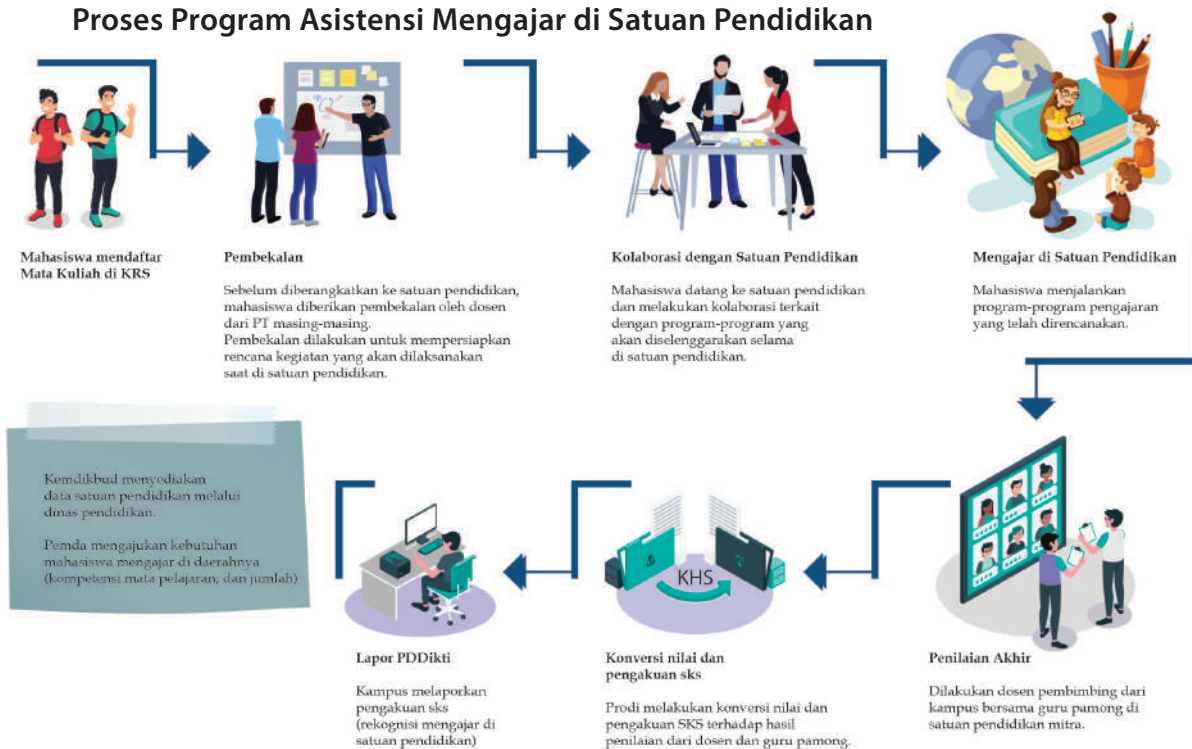 Proses Program Asistensi Mengajar di Satuan Pendidikan
Mahasiswa mendaftar
Mata Kuliah di KRS
Pembekalan
Sebelum diberangkatkan ke satuan pendidikan,
mahasiswa diberikan pembekalan oleh dosen
dari PT masing-masing.
Pembekalan dilakukan untuk mempersiapkan
rencana kegiatan yang akan dilaksanakan
saat di satuan pendidikan.
Kolaborasi dengan Satuan Pendidikan
Mahasiswa datang ke satuan pendidikan
dan melakukan kolaborasi terkait
dengan program-program yang
akan diselenggarakan selama
di satuan pendidikan.
Mengajar di Satuan Pendidikan
Mahasiswa menjalankan
program-program pengajaran
yang telah direncanakan.
Kemdikbud menyediakan
data satuan pendidikan melalui
dinas pendidikan.
Pemda mengajukan kebutuhan
mahasiswa mengajar di daerahnya
(kompetensi mata pelajaran, dan jumlah)
Lapor PDDikti
Kampus melaporkan
pengakuan sks
(rekognisi mengajar di
satuan pendidikan)
KHS
Konversi nilai dan
pengakuan sks
Prodi melakukan konversi nilai dan
pengakuan SKS terhadap hasil
penilaian dari dosen dan guru pamong.
Penilaian Akhir
Dilakukan dosen pembimbing dari
kampus bersama guru pamong di
satuan pendidikan mitra.